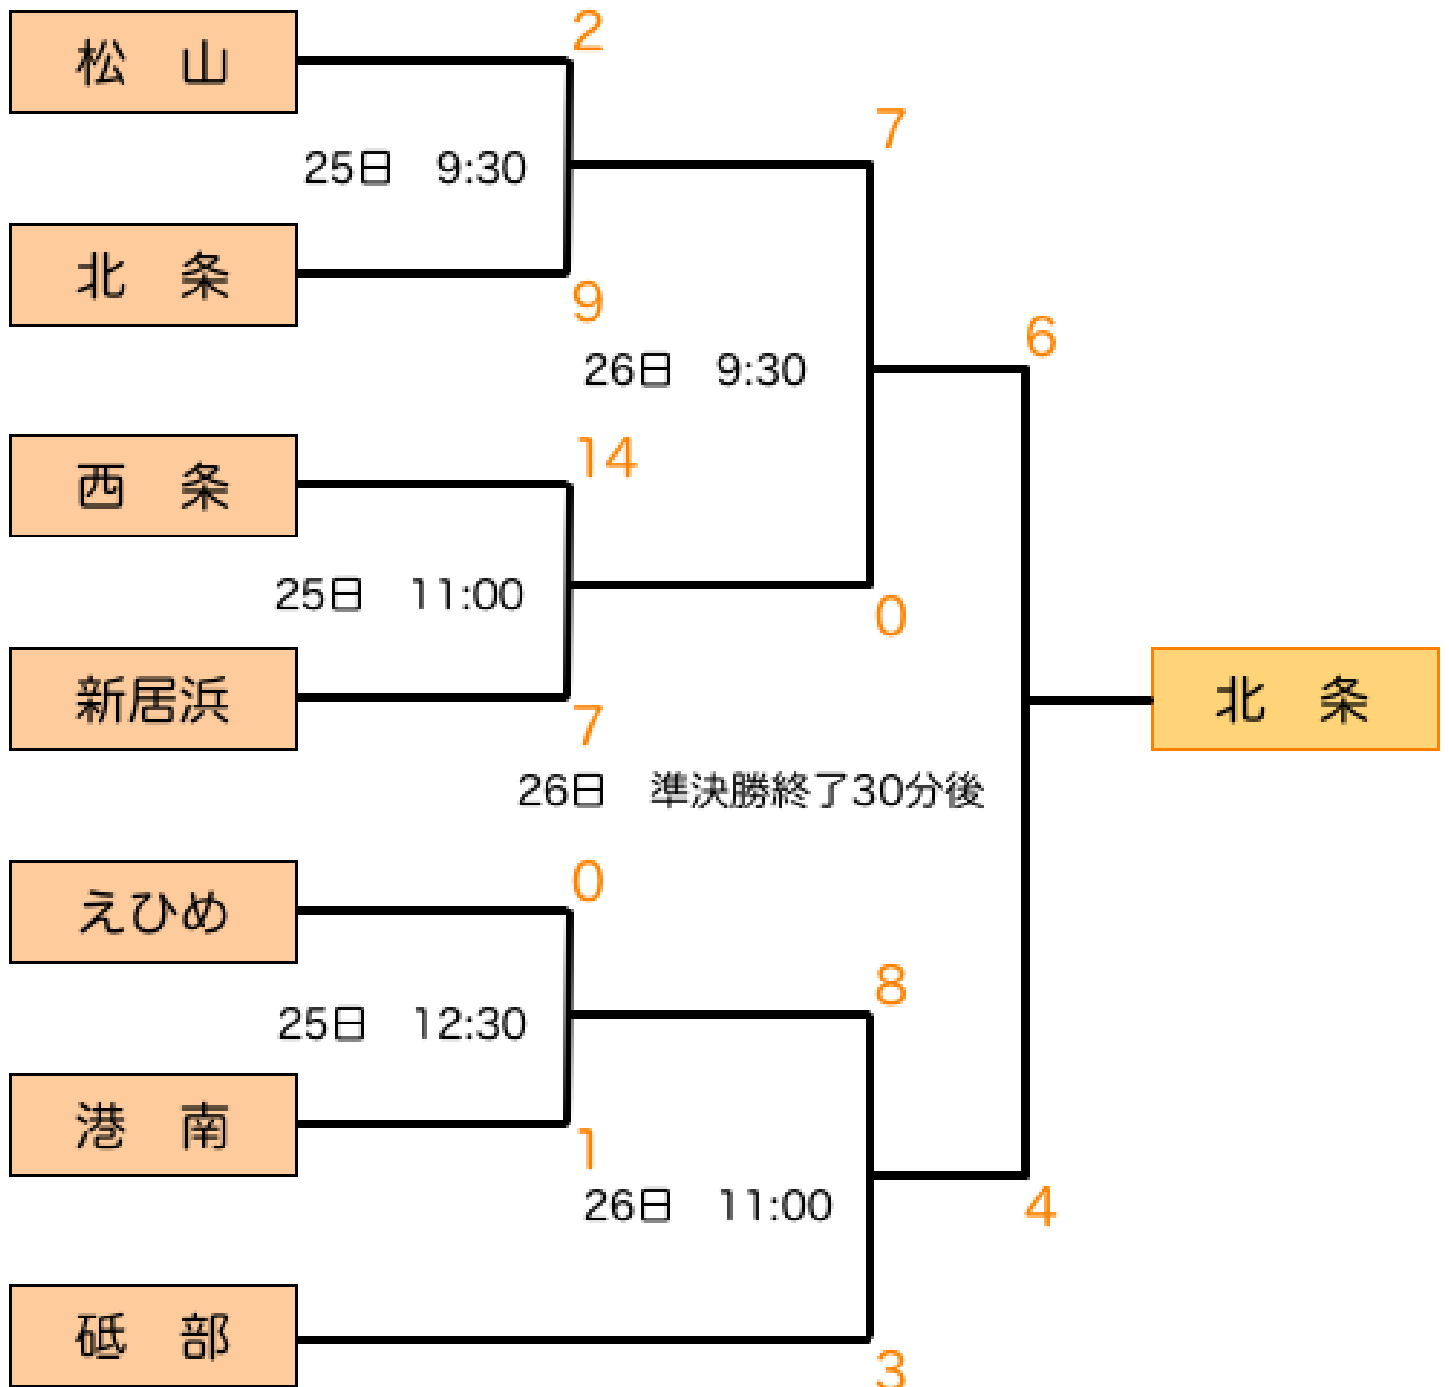 松　山
2
7
25日　9:30
北　条
9
6
26日　9:30
西　条
14
25日　11:00
0
新居浜
7
北　条
26日　準決勝終了30分後
えひめ
0
8
25日　12:30
港　南
1
26日　11:00
4
砥　部
3